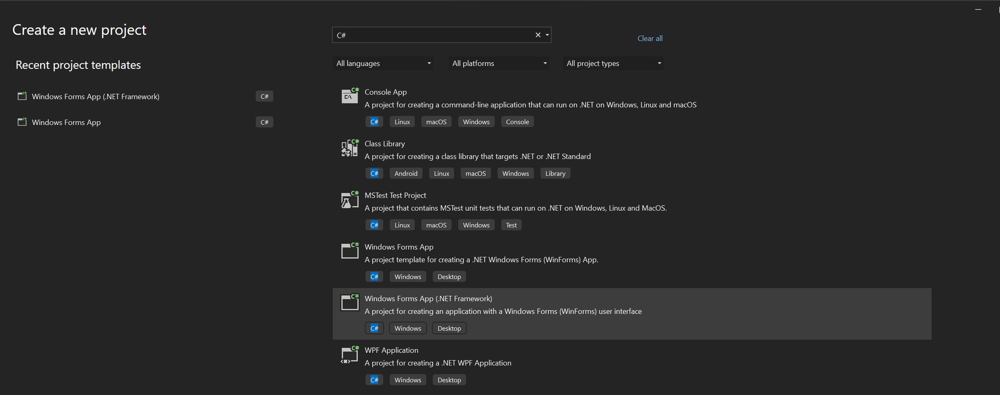 Create a new project
Recent project templates
Windows Forms App (.NET Framework)
C#
Windows Forms App
C#
C#
Clear all
All languages
All platforms
All project types
C#
C:\
Console App
A project for creating a command-line application that can run on .NET on Windows, Linux and macOS
C# Linux macOS Windows Console
C#
Class Library
A project for creating a class library that targets .NET or .NET Standard
C# Android Linux macOS Windows Library
C#
MSTest Test Project
A project that contains MSTest unit tests that can run on .NET on Windows, Linux and MacOS.
C# Linux macOS Windows Test
C#
Windows Forms App
A project template for creating a .NET Windows Forms (WinForms) App.
C# Windows Desktop
C#
Windows Forms App (.NET Framework)
A project for creating an application with a Windows Forms (WinForms) user interface
C# Windows Desktop
C#
WPF Application
A project for creating a .NET WPF Application
C# Windows Desktop